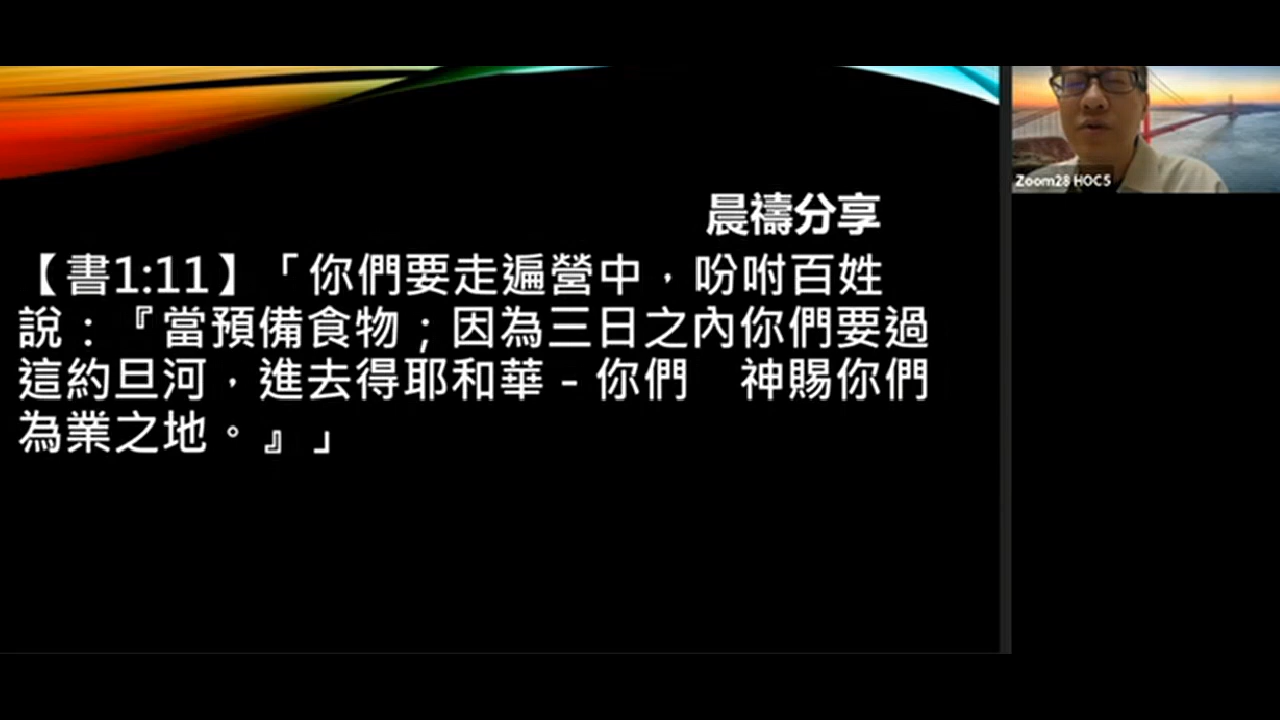 晨禱分享
【書1:11】「你們要走遍營中，吩咐百姓
說：『當預備食物；因為三日之內你們要過
這約旦河，進去得耶和華－你們　神賜你們
為業之地。』」
Zoom28 HOC5